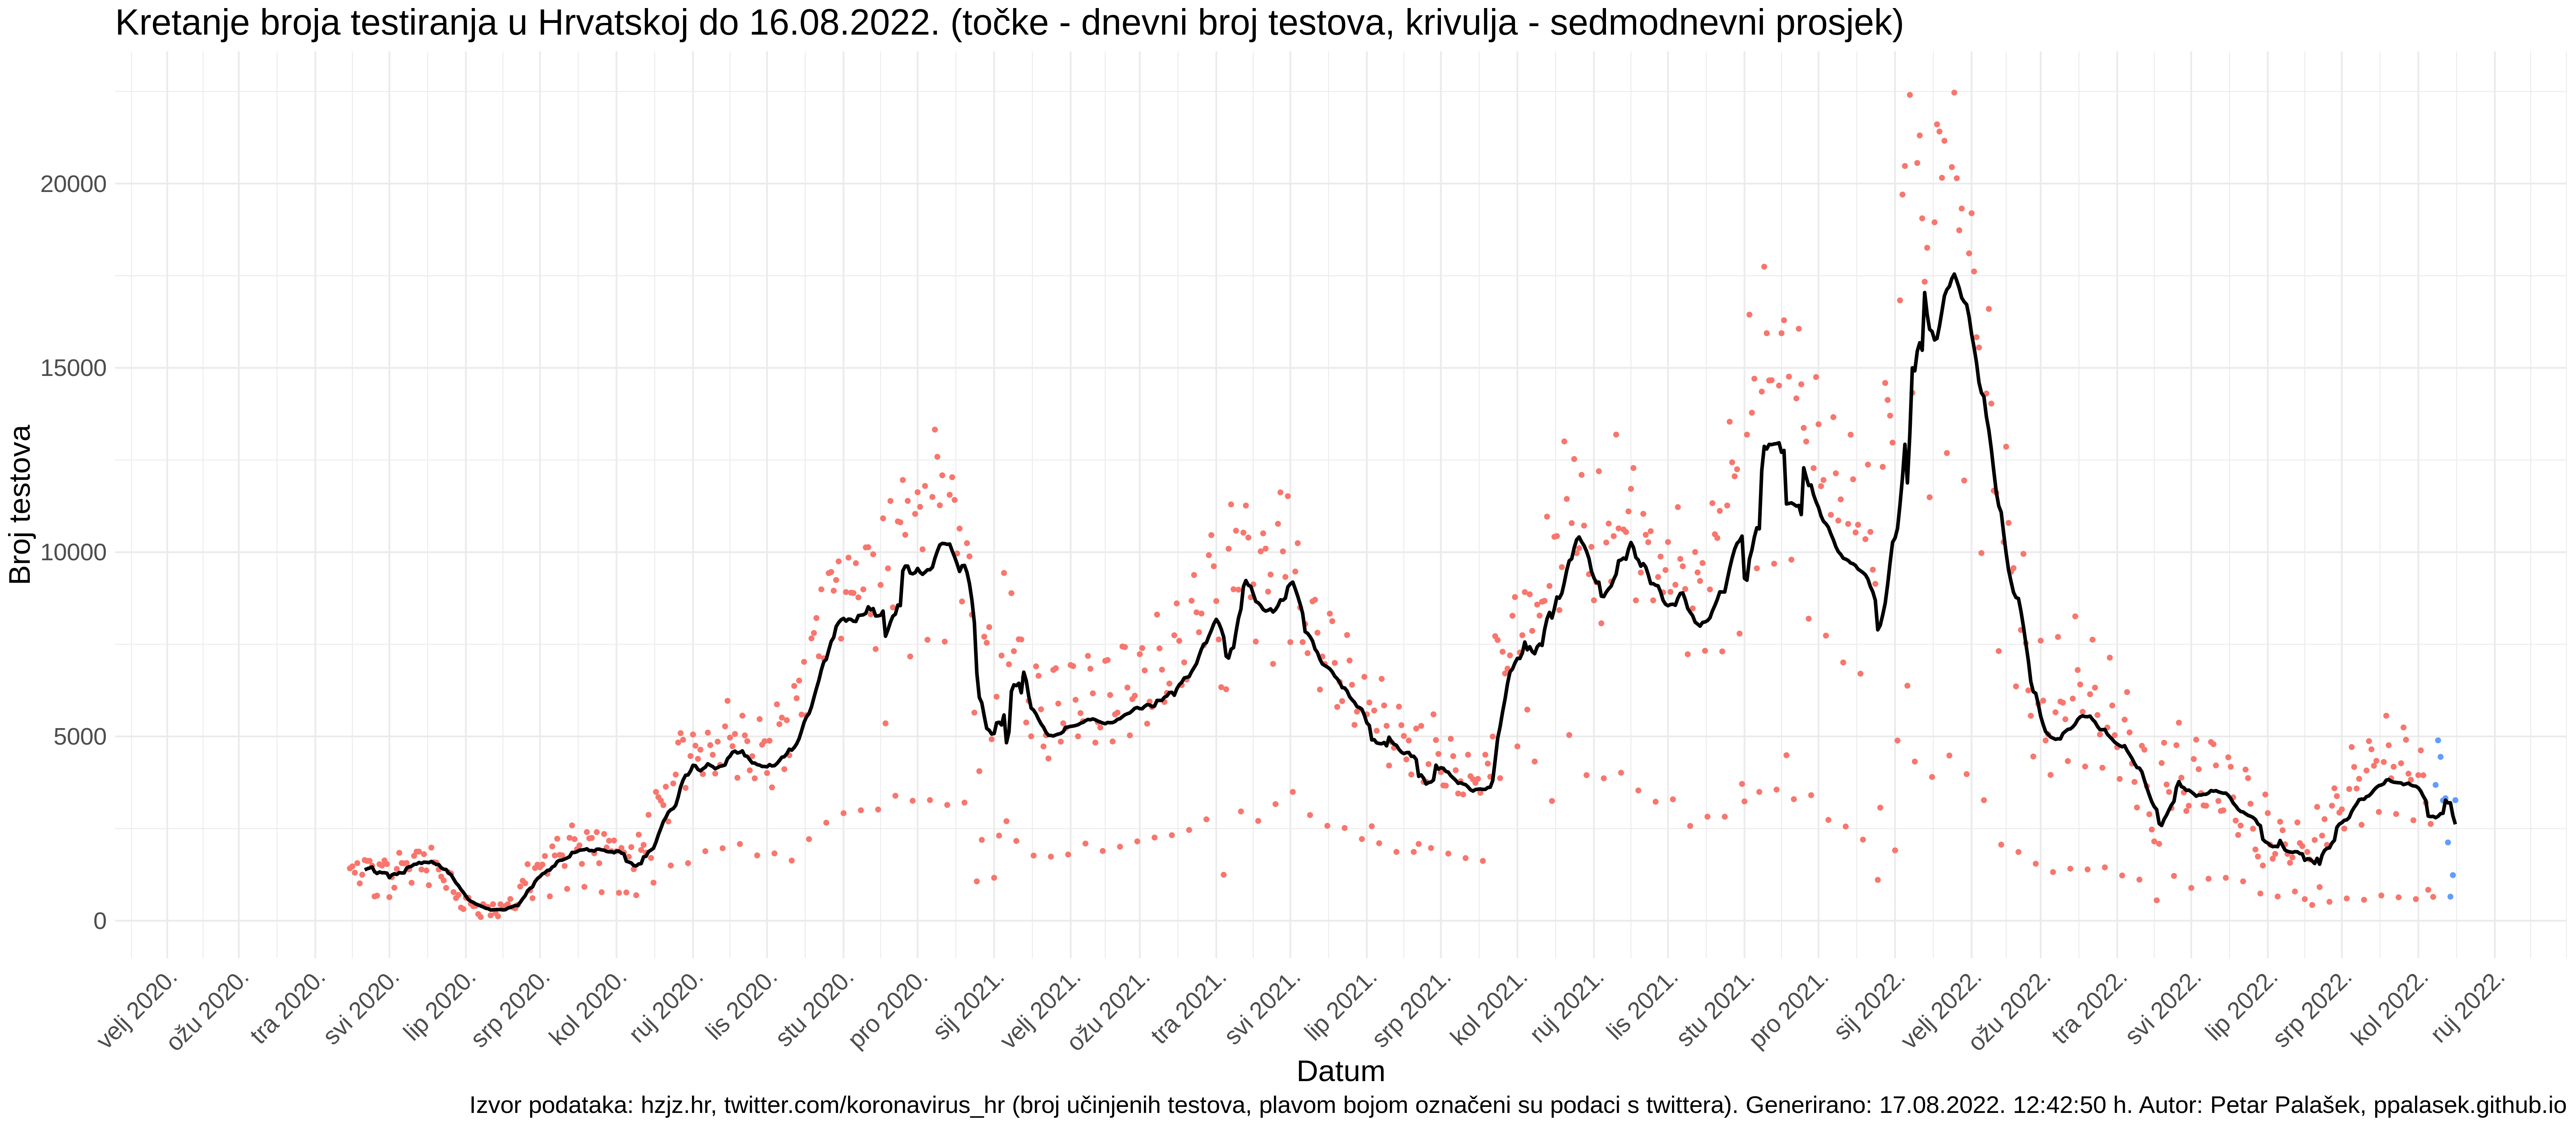 Kretanje broja testiranja u Hrvatskoj do 16.08.2022. (točke - dnevni broj testova, krivulja - sedmodnevni prosjek)
Broj testova
20000
15000
10000
5000
0
velj 2020.
ožu 2020.
tra 2020.
svi 2020.
lip 2020.
srp 2020.
kol 2020.
ruj 2020.
lis 2020.
stu 2020.
pro 2020.
sij 2021.
velj 2021.
ožu 2021.
tra 2021.
svi 2021.
lip 2021.
srp 2021.
kol 2021.
ruj 2021.
lis 2021.
stu 2021.
pro 2021.
sij 2022.
velj 2022.
ožu 2022.
tra 2022.
svi 2022.
lip 2022.
srp 2022.
kol 2022.
ruj 2022.
Datum
Izvor podataka: hzjz.hr, twitter.com/koronavirus_hr (broj učinjenih testova, plavom bojom označeni su podaci s twittera). Generirano: 17.08.2022. 12:42:50 h. Autor: Petar Palašek, ppalasek.github.io